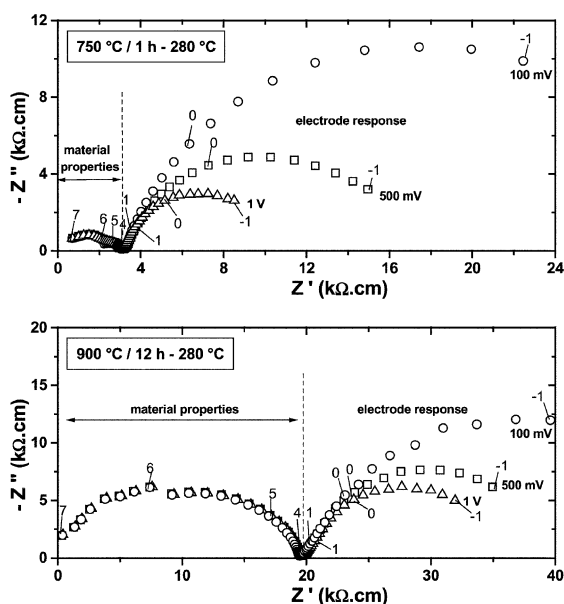 12
750 °C / 1 h - 280 °C
-1
100 mV
8
0
electrode response
material properties
0
4
-1
500 mV
7
6
5
4
1
1 V
0
-1
1
0
0
4
8
12
16
20
24
- Z" (kΩ.cm)
Z ' (kΩ.cm)
20
900 °C / 12 h - 280 °C
15
material properties
electrode response
-1
100 mV
10
6
0
0
-1
500 mV
5
7
5
4
1
0
1 V
-1
1
0
0
10
20
30
40
- Z" (kΩ.cm)
Z ' (kΩ.cm)